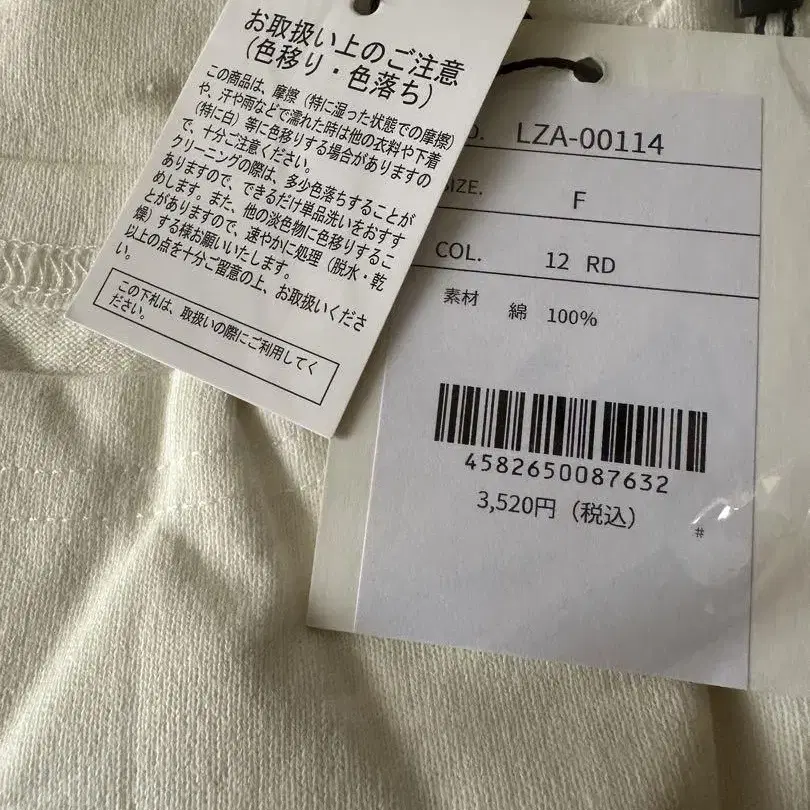 お取扱い上のご注意
(色移り・色落ち)
この商品は、摩擦(特に湿った状態での摩擦)
や、汗や雨などで濡れた時は他の衣料や下着
(特に白)等に色移りする場合がありますの
で、十分ご注意ください。
クリーニングの際は、多少色落ちすることが
ありますので、できるだけ単品洗いをおすす
めします。また、他の淡色物に色移りするこ
とがありますので、速やかに処理(脱水・乾
燥)する様お願いいたします。
以上の点を十分ご留意の上、お取扱いくださ
い。
この下札は、取扱いの際にご利用してく
ださい。
LZA-00114
SIZE. F
COL. 12 RD
素材 綿 100%
4582650087632
3,520円(税込)
#